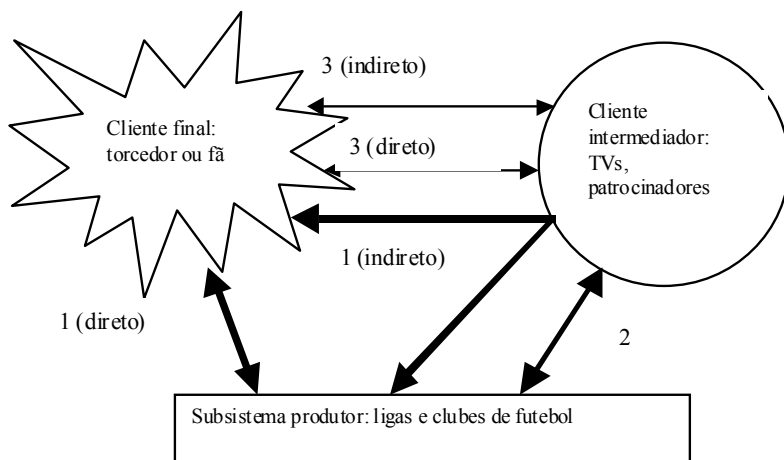 3 (indireto)
Cliente final:
torcedor ou fã
Cliente
intermediador:
TVs,
patrocinadores
3 (direto)
1 (indireto)
1 (direto)
2
Subsistema produtor: ligas e clubes de futebol